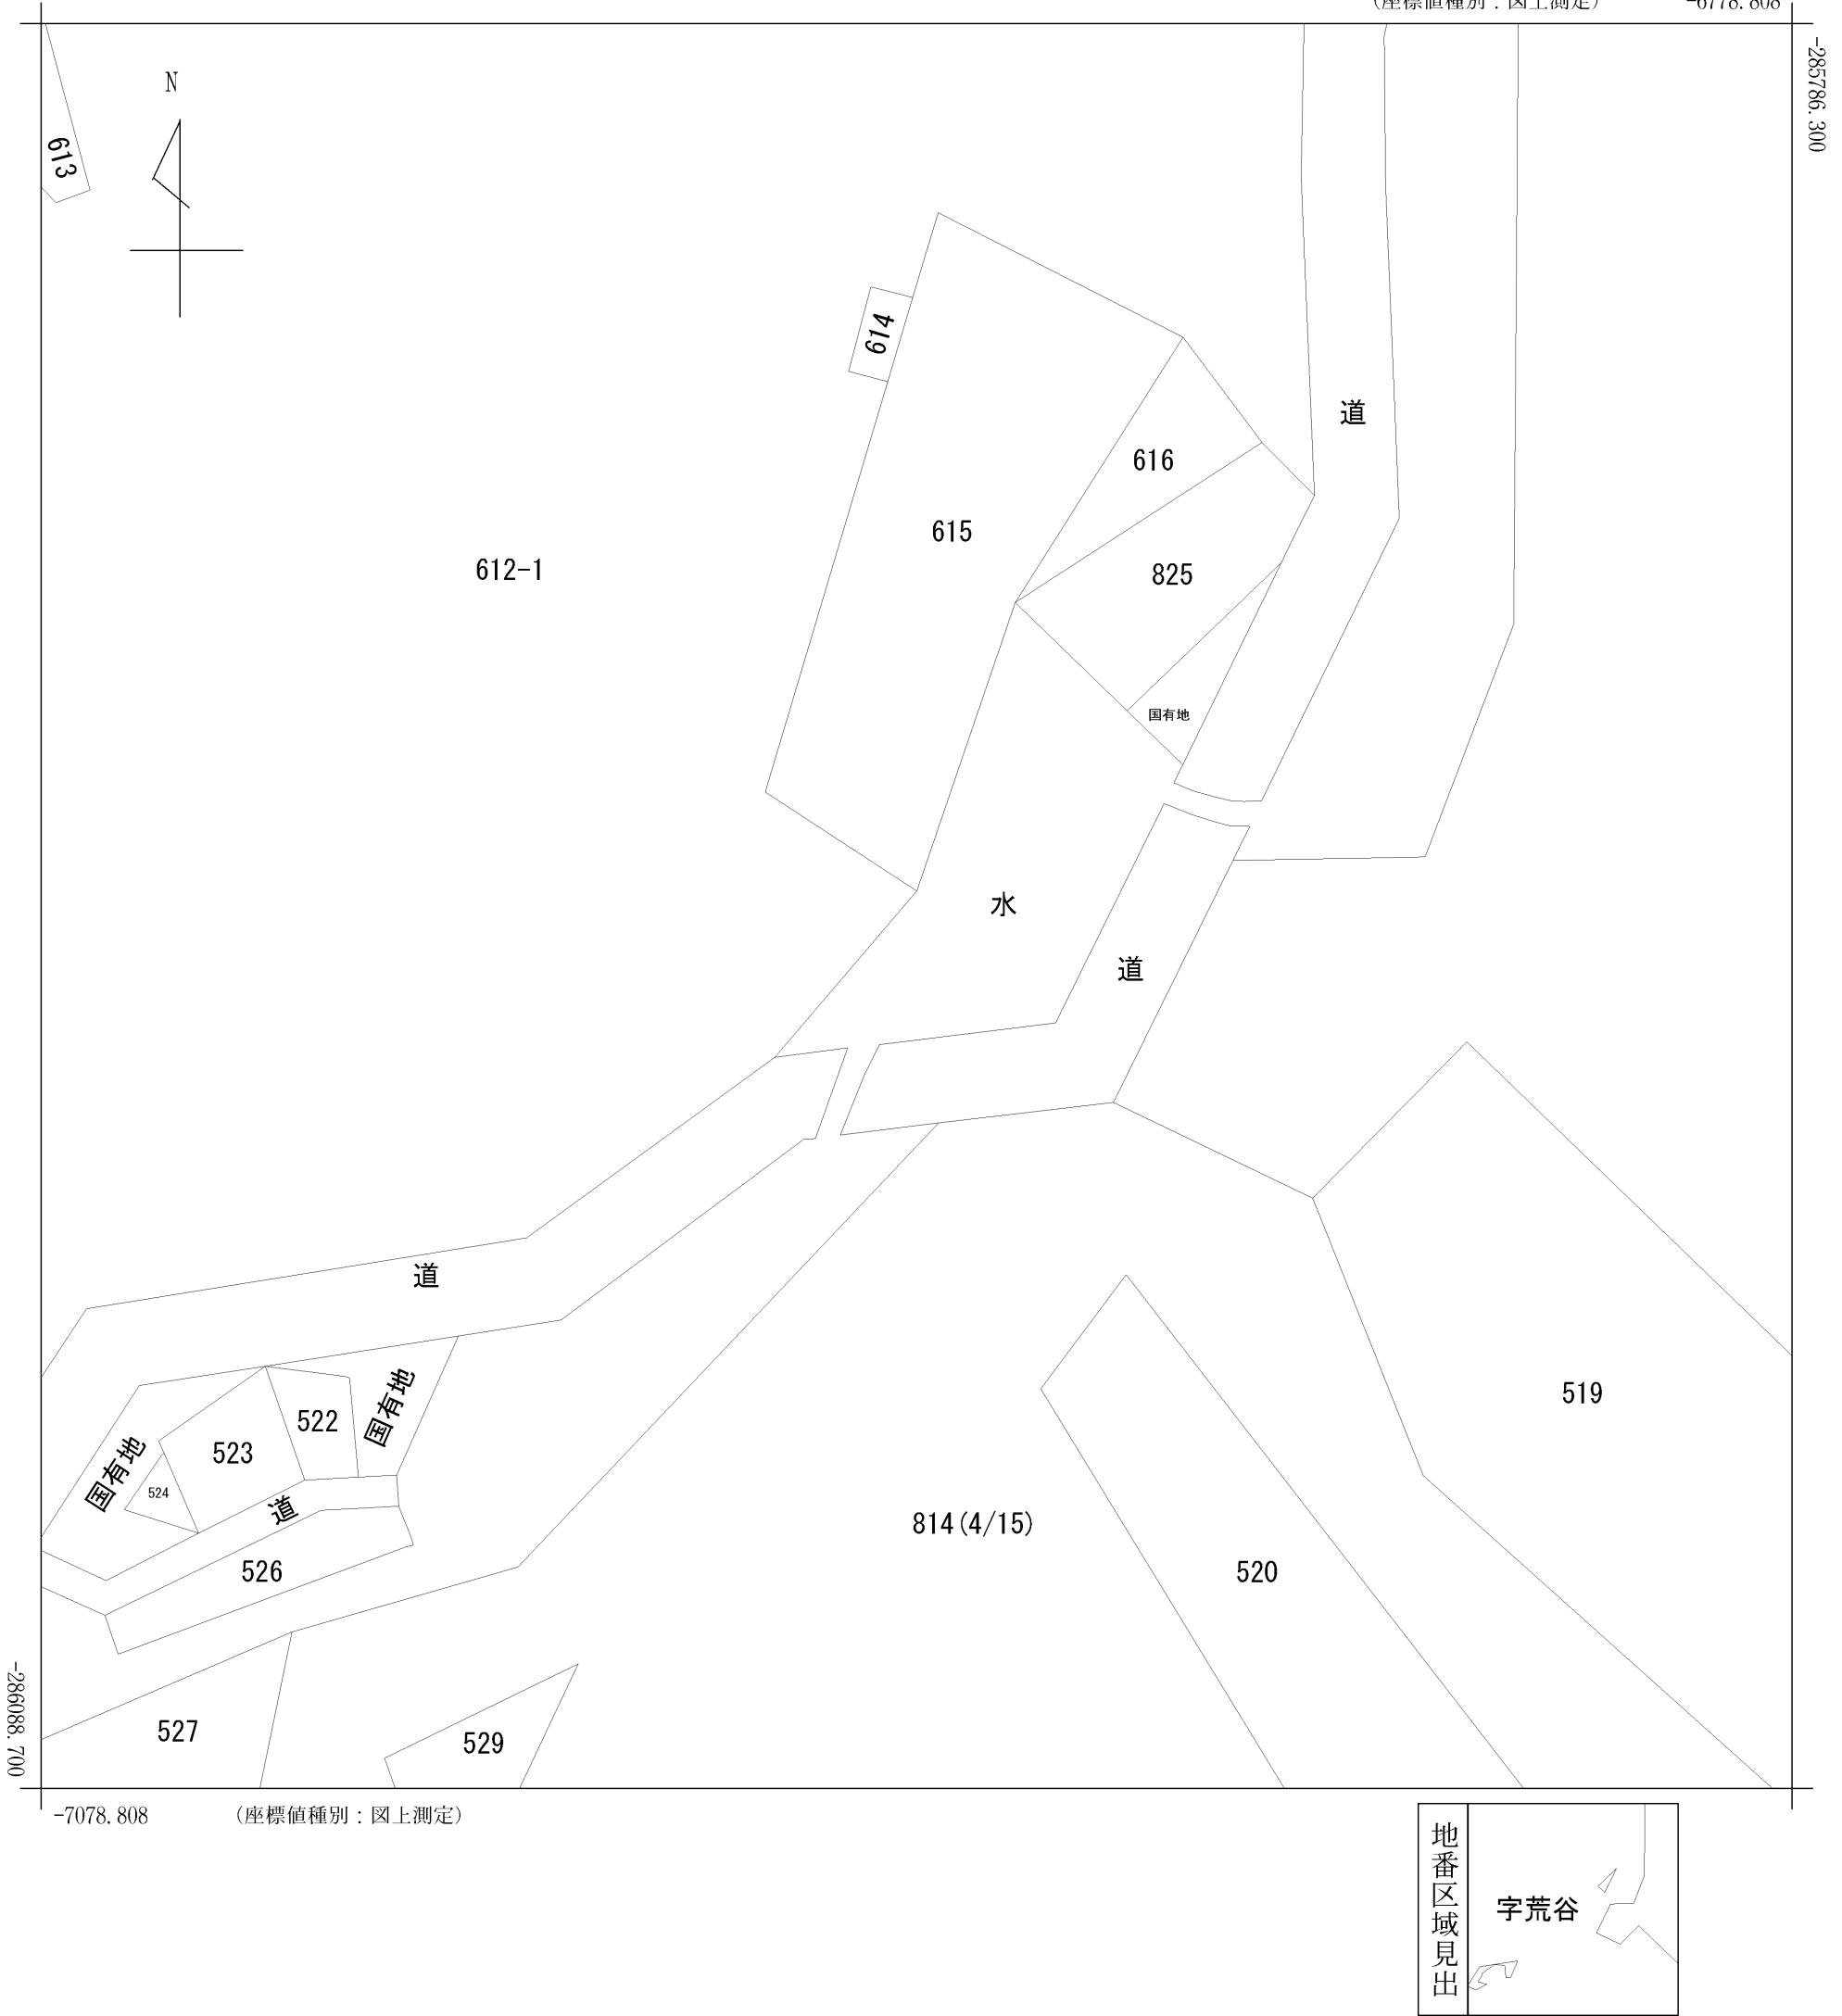 (座標値種別：図上測定)
-6778.808
-285786.300
N
613
614
道
616
615
612-1
825
国有地
水
道
道
国有地
522
519
523
国有地
524
道
814(4/15)
526
520
527
529
-286088.700
-7078.808
(座標値種別：図上測定)
地番区域見出
字荒谷